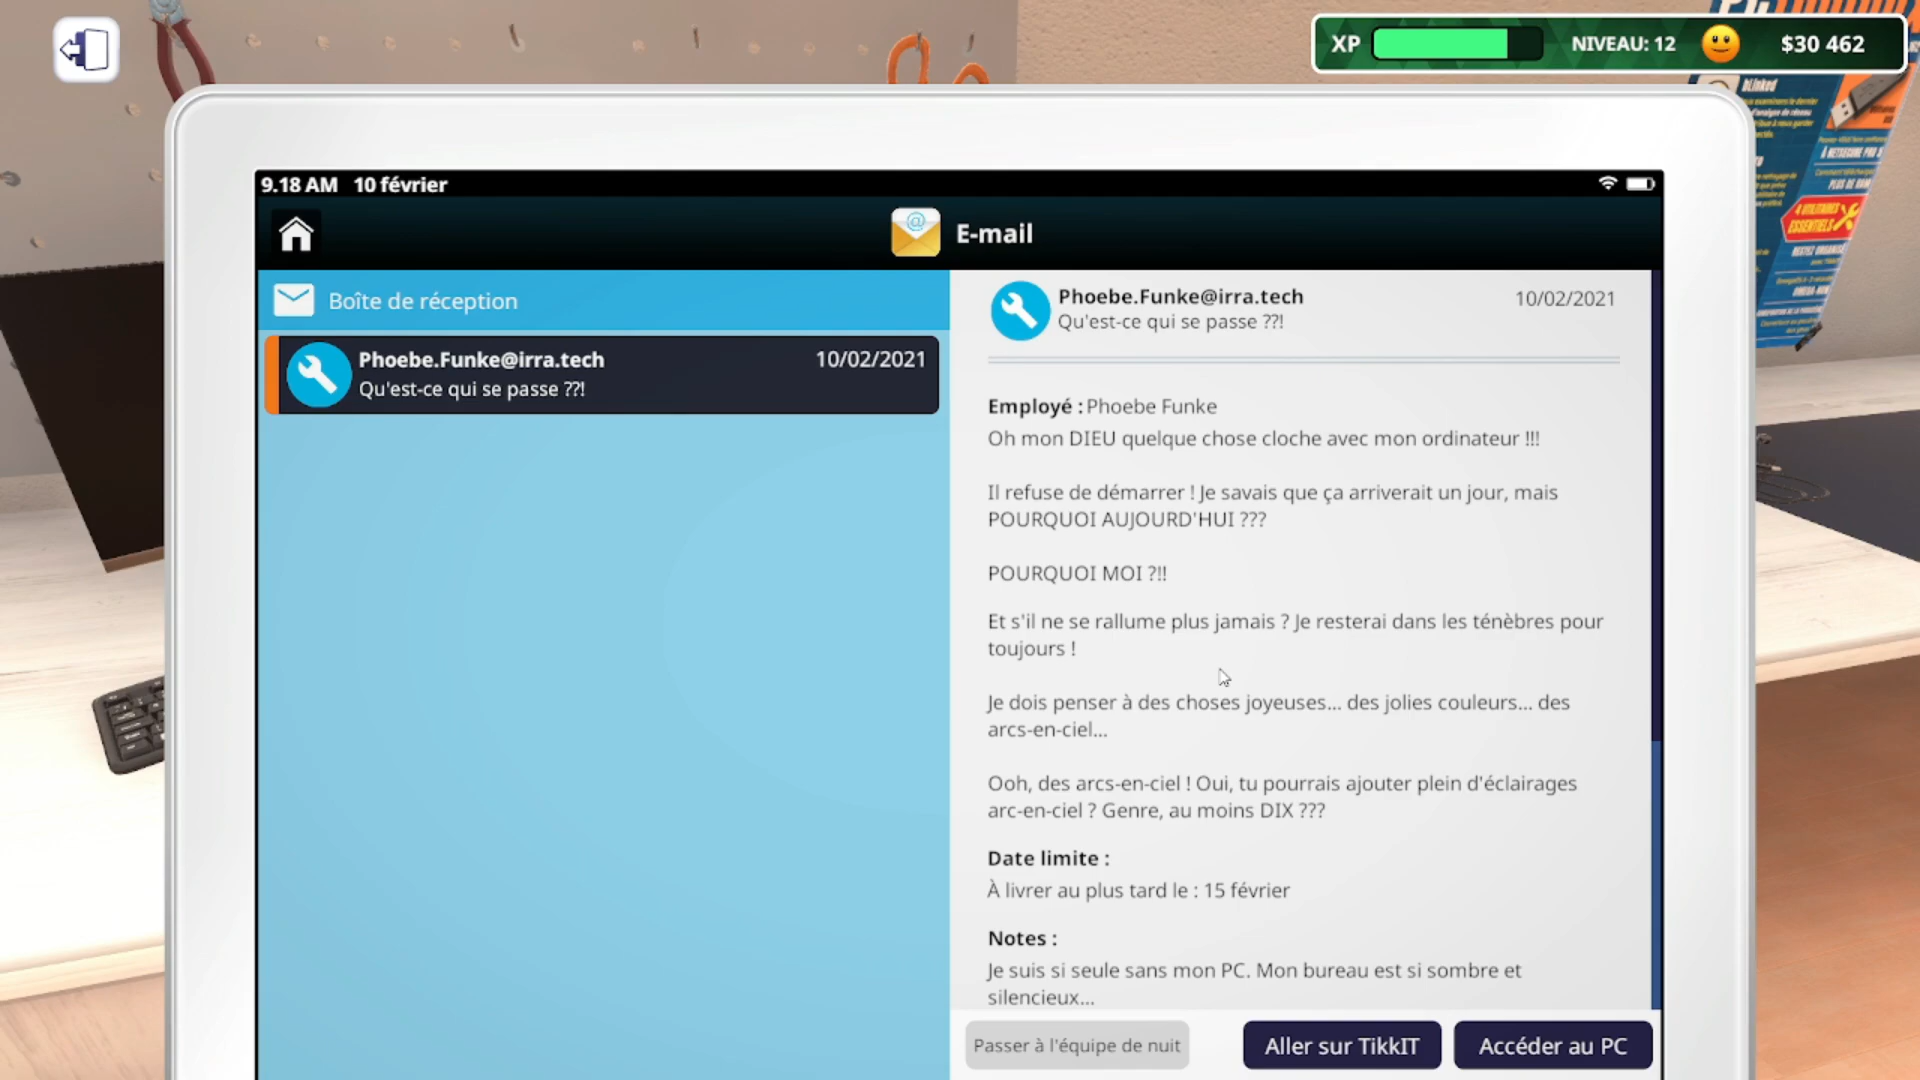 XP
NIVEAU: 12
$30 462
9.18 AM 10 février
E-mail
Boîte de réception
Phoebe.Funke@irra.tech
10/02/2021
Qu'est-ce qui se passe ??!
Phoebe.Funke@irra.tech
10/02/2021
Qu'est-ce qui se passe ??!
Employé : Phoebe Funke
Oh mon DIEU quelque chose cloche avec mon ordinateur !!!
Il refuse de démarrer ! Je savais que ça arriverait un jour, mais
POURQUOI AUJOURD'HUI ???
POURQUOI MOI ?!!
Et s'il ne se rallume plus jamais ? Je resterai dans les ténèbres pour
toujours !
Je dois penser à des choses joyeuses... des jolies couleurs... des
arcs-en-ciel...
Ooh, des arcs-en-ciel ! Oui, tu pourrais ajouter plein d'éclairages
arc-en-ciel ? Genre, au moins DIX ???
Date limite :
À livrer au plus tard le : 15 février
Notes :
Je suis si seule sans mon PC. Mon bureau est si sombre et
silencieux...
Passer à l'équipe de nuit
Aller sur TikkIT
Accéder au PC
4 UTILITAIRES
ESSENTIELS